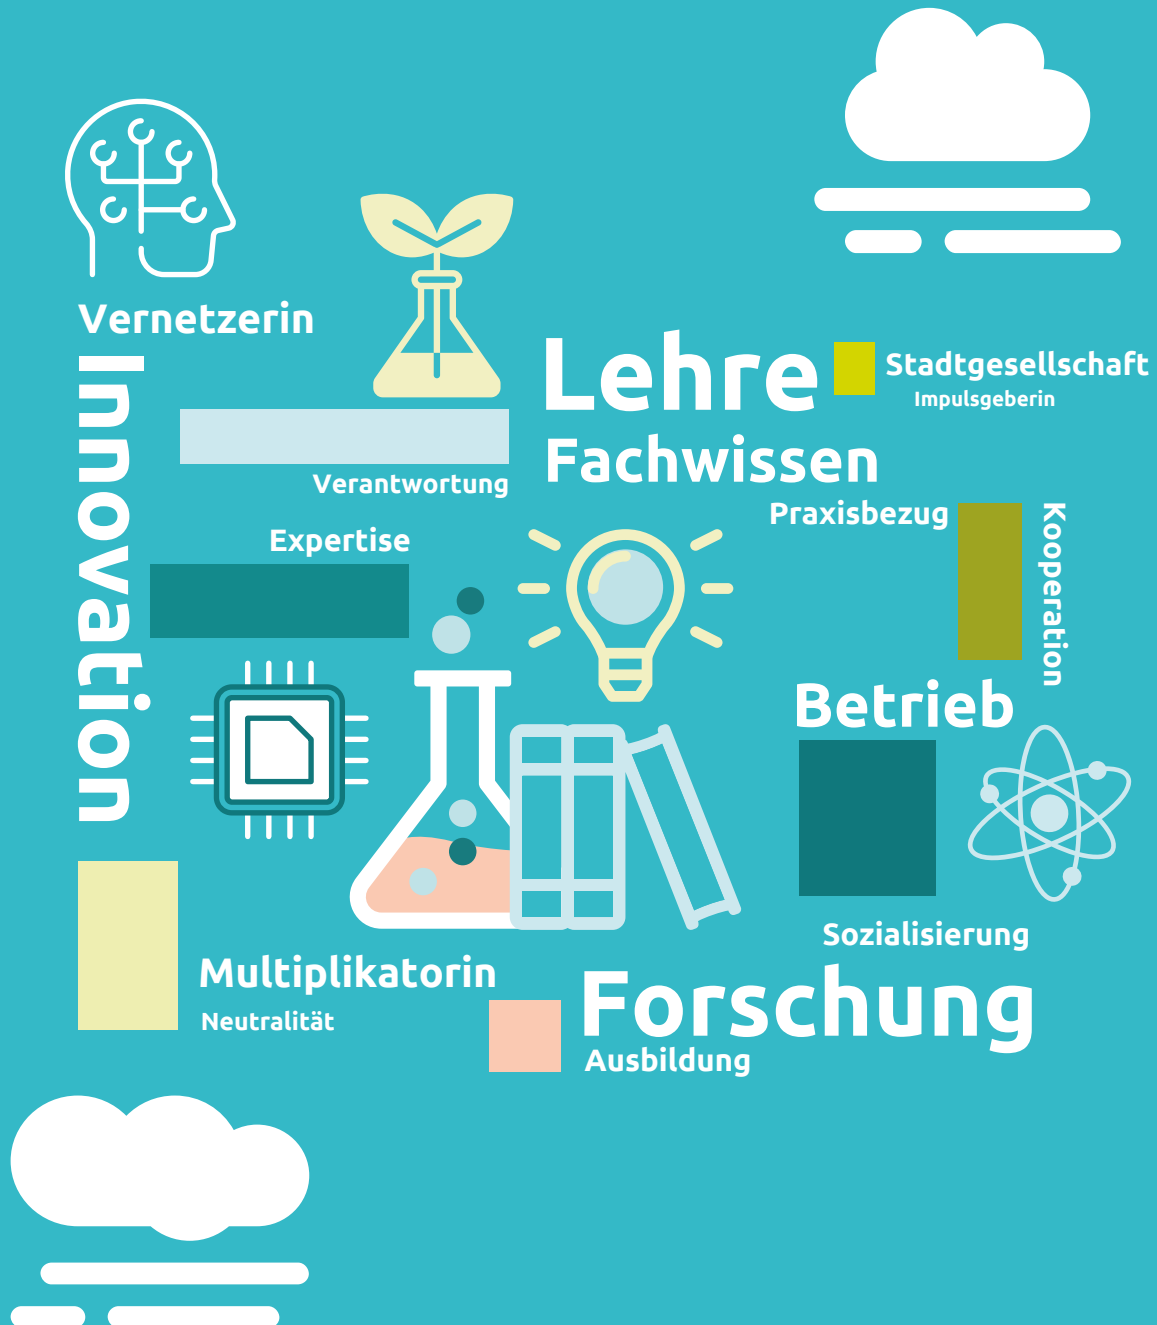 Vernetzerin
Innovation
Lehre
Stadtgesellschaft
Impulsgeberin
Fachwissen
Verantwortung
Praxisbezug
Kooperation
Expertise
Betrieb
Sozialisierung
Multiplikatorin
Neutralität
Forschung
Ausbildung